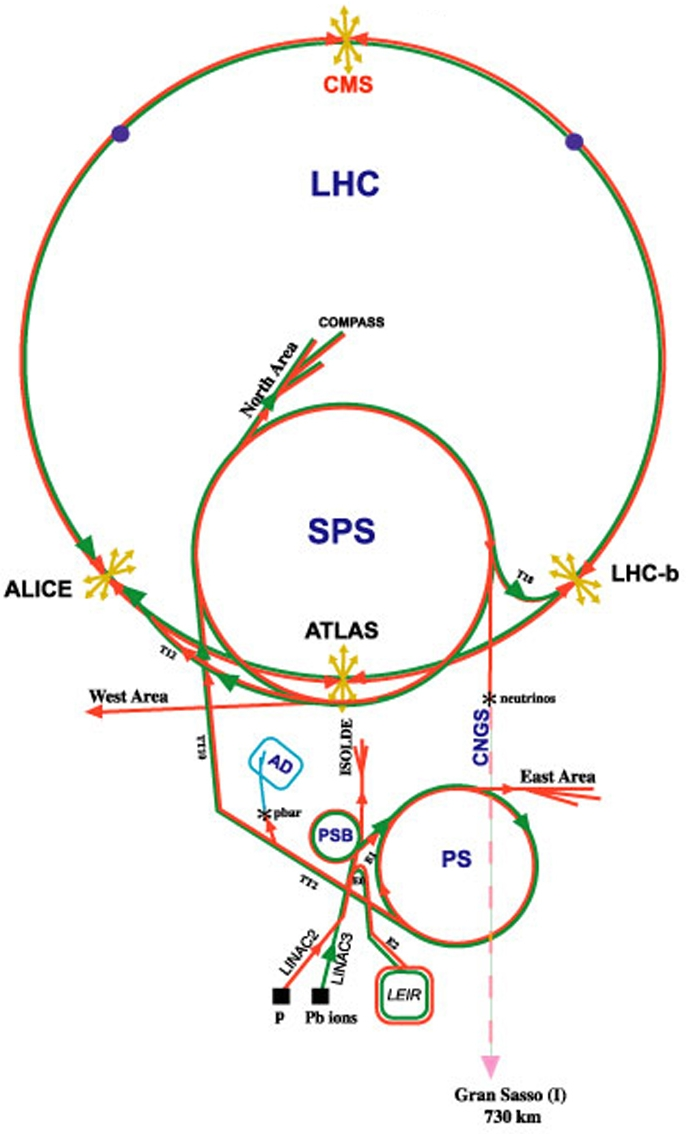 CMS
LHC
COMPASS
North Area
SPS
T18
LHC-b
ALICE
ATLAS
T12
West Area
neutrinos
CNGS
TT10
ISOLDE
AD
East Area
pbar
PSB
PS
E1
E0
TT2
E2
LINAC2
LINAC3
LEIR
p
Pb ions
Gran Sasso (I)
730 km